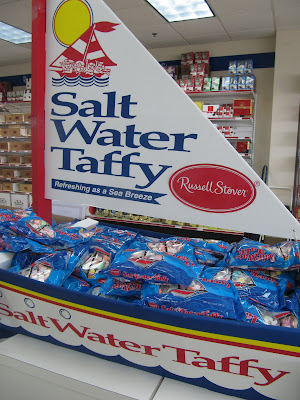 Salt
Water
Taffy
Refreshing as a Sea Breeze
Russell Stover®
Salt Water Taffy